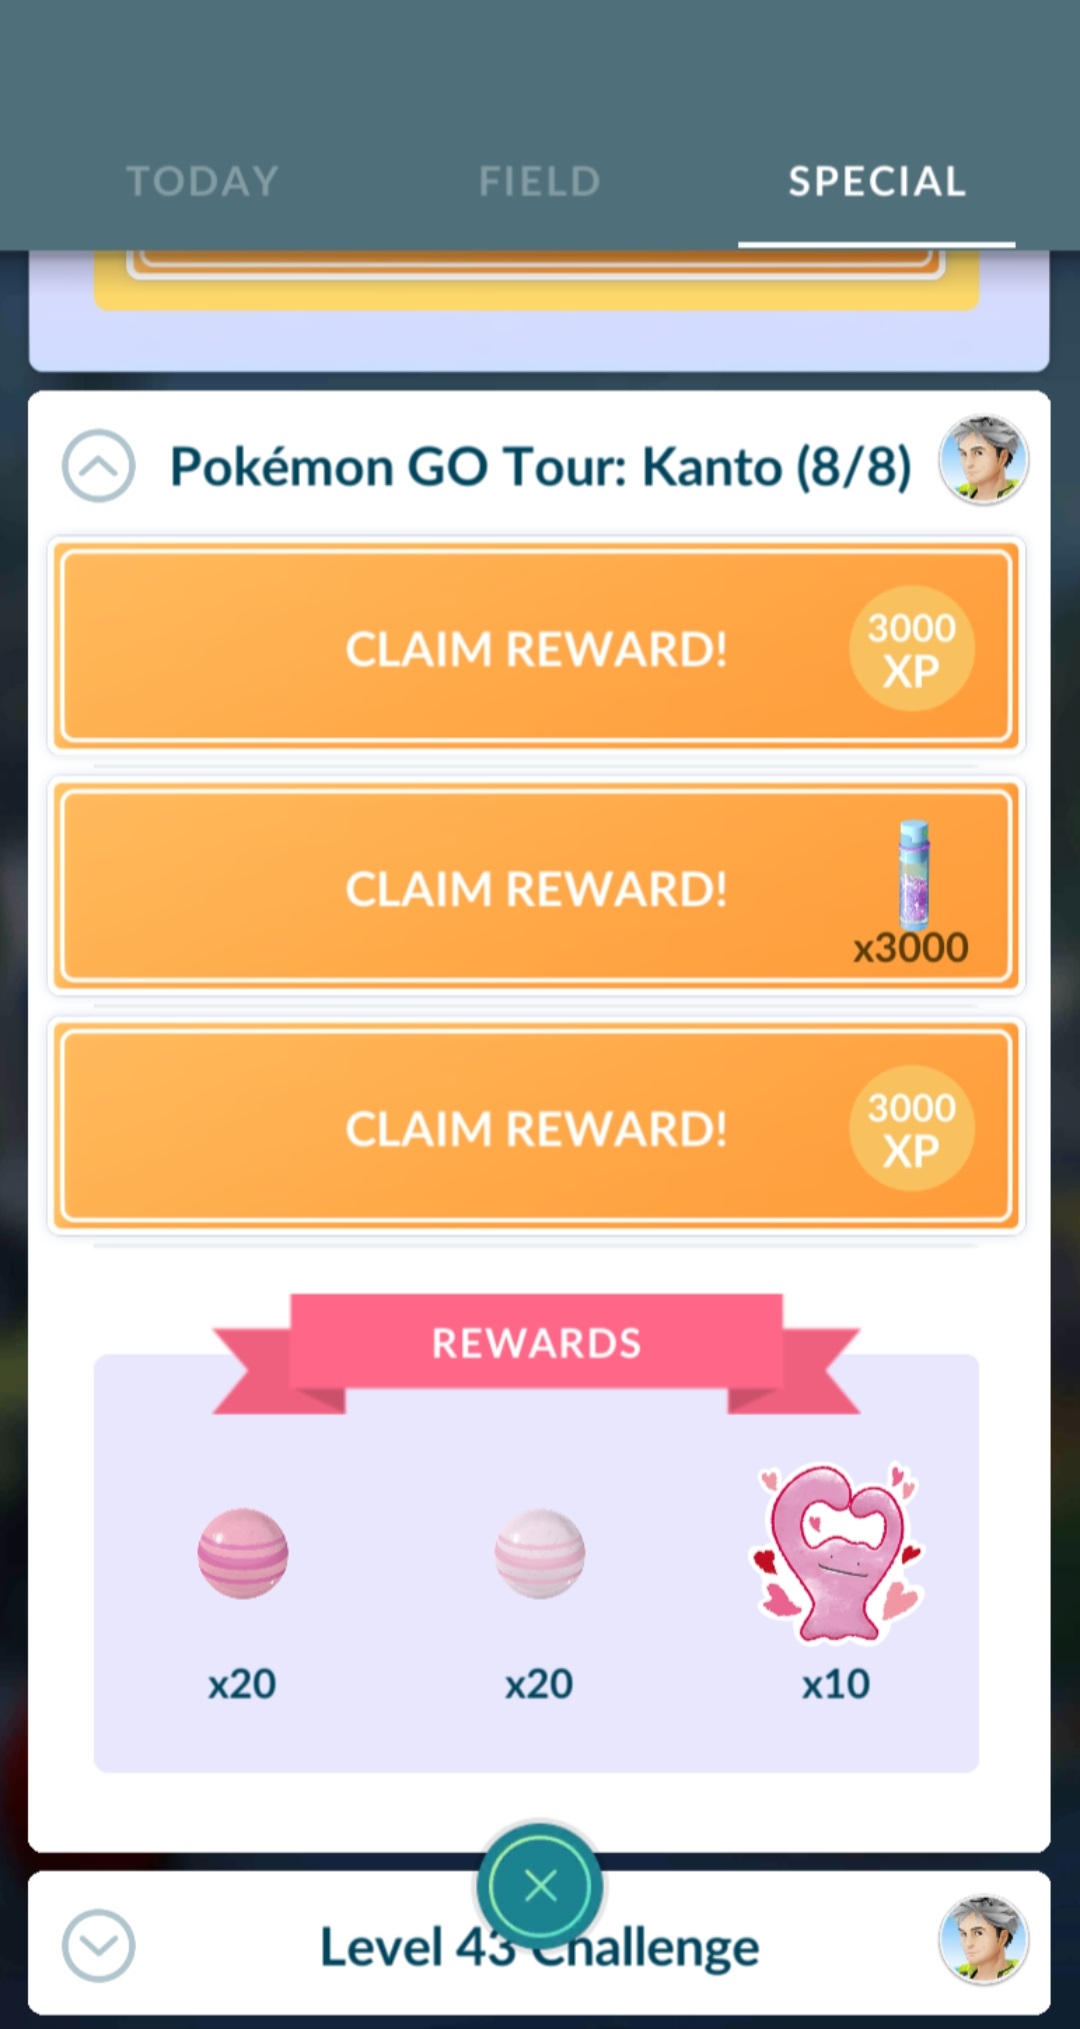 TODAY
FIELD
SPECIAL
Pokémon GO Tour: Kanto (8/8)
CLAIM REWARD!
3000
XP
CLAIM REWARD!
x3000
CLAIM REWARD!
3000
XP
REWARDS
x20
x20
x10
Level 43 Challenge